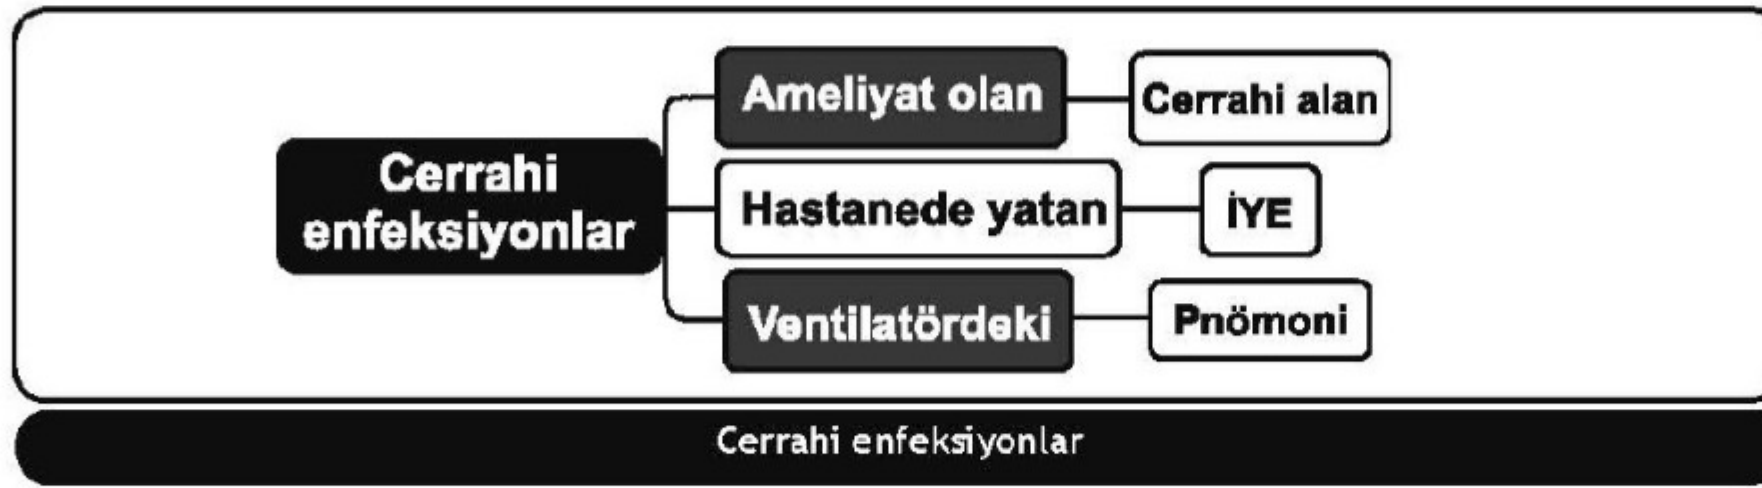 Cerrahi
enfeksiyonlar
Ameliyat olan
Cerrahi alan
Hastanede yatan
İYE
Ventilatördeki
Pnömoni
Cerrahi enfeksiyonlar